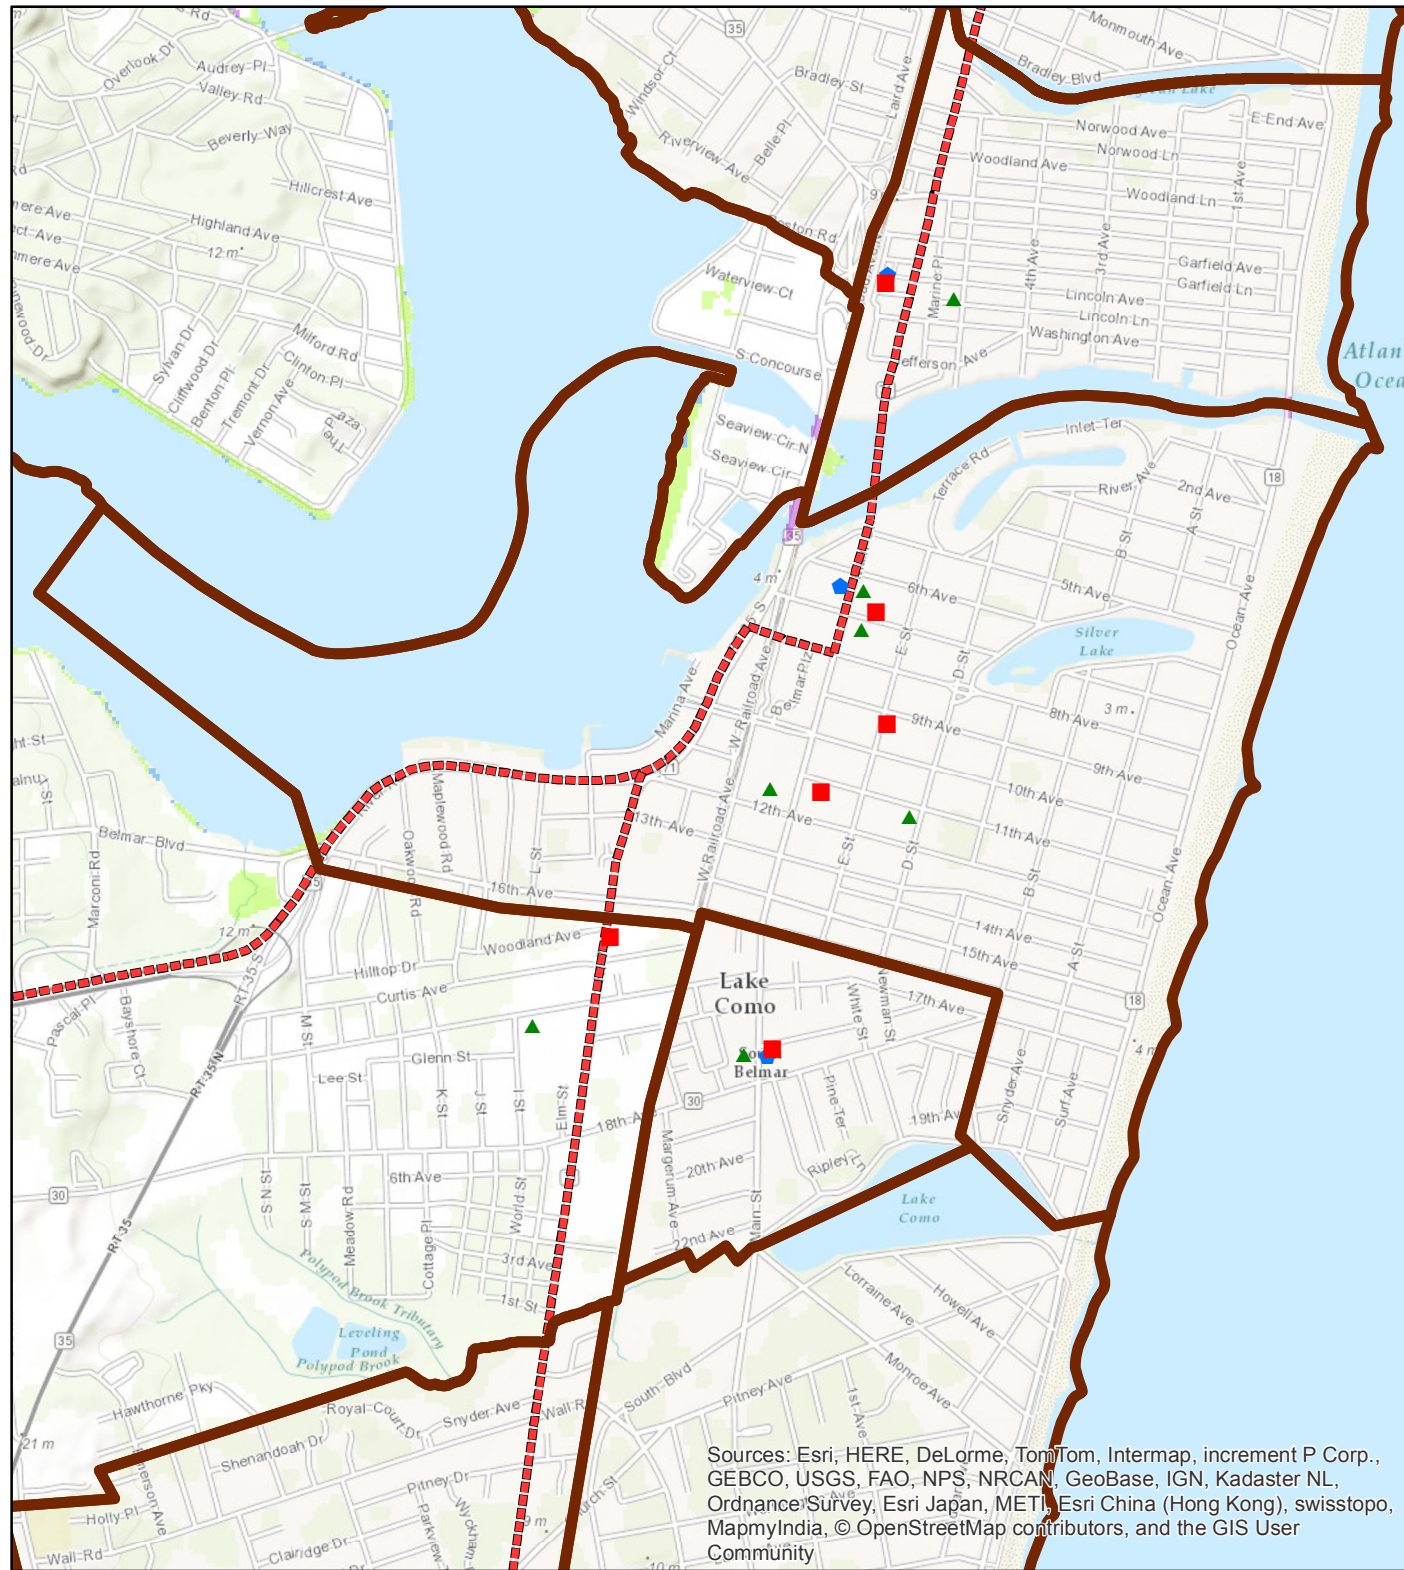 35
Monmouth Ave
Overlook Dr
Audrey Pl
Bradley Blvd
Windsor Ct
Bradley St
Laird Ave
Valley Rd
E End Ave
Beverly Way
Belle Pl
Norwood Ave
Riverview Ave
Norwood Ln
Woodland Ave
Hillcrest Ave
1st Ave
Woodland Ln
Highland Ave
12 m
3rd Ave
4th Ave
Waterview Ct
Marine Pl
Garfield Ave
Garfield Ln
Lincoln Ave
Lincoln Ln
Washington Ave
Milford Rd
Sylvan Dr
Cliffwood Dr
Clinton Pl
Benton Pl
Tremont Dr
Vernon Ave
S Concourse
Jefferson Ave
Atlan
Ocea
The Plaza
Seaview Cir N
Seaview Cir
Inlet Ter
Terrace Rd
River Ave
2nd Ave
18
A St
B St
35
4 m
6th Ave
5th Ave
Ocean Ave
Silver
Lake
E St
D St
Marina Ave
W Railroad Ave
Belmar Plz
3 m
8th Ave
9th Ave
9th Ave
71
10th Ave
Maplewood Rd
12th Ave
13th Ave
11th Ave
Belmar Blvd
W Railroad Ave
E St
D St
L St
B St
Ocean Ave
Marconi Rd
16th Ave
14th Ave
12 m
Woodland Ave
15th Ave
A St
Hilltop Dr
RT 35 S
Lake
Como
Curtis Ave
17th Ave
18
Pascal Pl
Bayshore Ct
M St
White St
Newman St
4 m
RT 35 N
Glenn St
Belmar
Lee St
Snyder Ave
Surf Ave
30
Pine Ter
K St
J St
I St
Elm St
18th Ave
19th Ave
20th Ave
Ripley Ln
6th Ave
30
S N St
S M St
Meadow Rd
World St
Margerum Ave
Main St
Lake
Como
RT 35
Cottage Pl
22nd Ave
3rd Ave
Polypod Brook Tributary
Lorraine Ave
Howell Ave
1st St
35
Leveling
Pond
Polypod Brook
Monroe Ave
South Blvd
Pitney Ave
Hawthorne Pky
1st Ave
Royal Court Dr
Snyder Ave
21 m
Shenandoah Dr
Pitney Dr
Holly Pl
Wall Rd
Clairidge Dr
Sources: Esri, HERE, DeLorme, TomTom, Intermap, increment P Corp.,
GEBCO, USGS, FAO, NPS, NRCAN, GeoBase, IGN, Kadaster NL,
Ordnance Survey, Esri Japan, METI, Esri China (Hong Kong), swisstopo,
MapmyIndia, © OpenStreetMap contributors, and the GIS User
Community